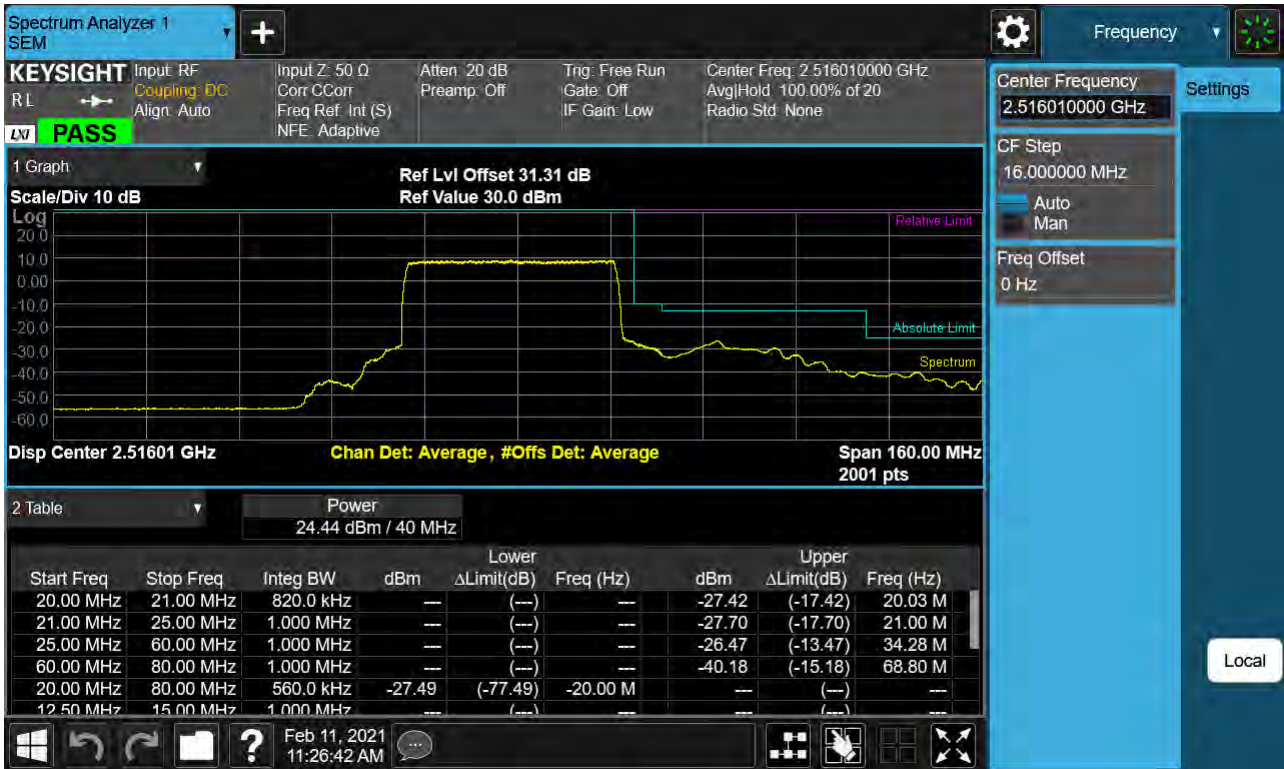 Spectrum Analyzer 1
SEM
Frequency
KEYSIGHT
R L
LXI
PASS
Input: RF
Coupling: DC
Align: Auto
Input Z: 50 Ω
Corr CCorr
Freq Ref: Int (S)
NFE: Adaptive
Atten: 20 dB
Preamp: Off
Trig: Free Run
Gate: Off
IF Gain: Low
Center Freq: 2.516010000 GHz
Avg|Hold: 100.00% of 20
Radio Std: None
Center Frequency
2.516010000 GHz
Settings
CF Step
16.000000 MHz
Auto
Man
Freq Offset
0 Hz
1 Graph
Ref Lvl Offset 31.31 dB
Scale/Div 10 dB
Ref Value 30.0 dBm
Log
20.0
10.0
0.00
-10.0
-20.0
-30.0
-40.0
-50.0
-60.0
Relative Limit
Absolute Limit
Spectrum
Disp Center 2.51601 GHz
Chan Det: Average, #Offs Det: Average
Span 160.00 MHz
2001 pts
2 Table
Power
24.44 dBm / 40 MHz
Lower Upper
Start Freq Stop Freq Integ BW dBm ΔLimit(dB) Freq (Hz) dBm ΔLimit(dB) Freq (Hz)
20.00 MHz 21.00 MHz 820.0 kHz --- (---) --- -27.42 (-17.42) 20.03 M
21.00 MHz 25.00 MHz 1.000 MHz --- (---) --- -27.70 (-17.70) 21.00 M
25.00 MHz 60.00 MHz 1.000 MHz --- (---) --- -26.47 (-13.47) 34.28 M
60.00 MHz 80.00 MHz 1.000 MHz --- (---) --- -40.18 (-15.18) 68.80 M
20.00 MHz 80.00 MHz 560.0 kHz -27.49 (-77.49) -20.00 M --- (---) ---
12.50 MHz 15.00 MHz 1.000 MHz --- (---) --- --- (---) ---
Local
Feb 11, 2021
11:26:42 AM